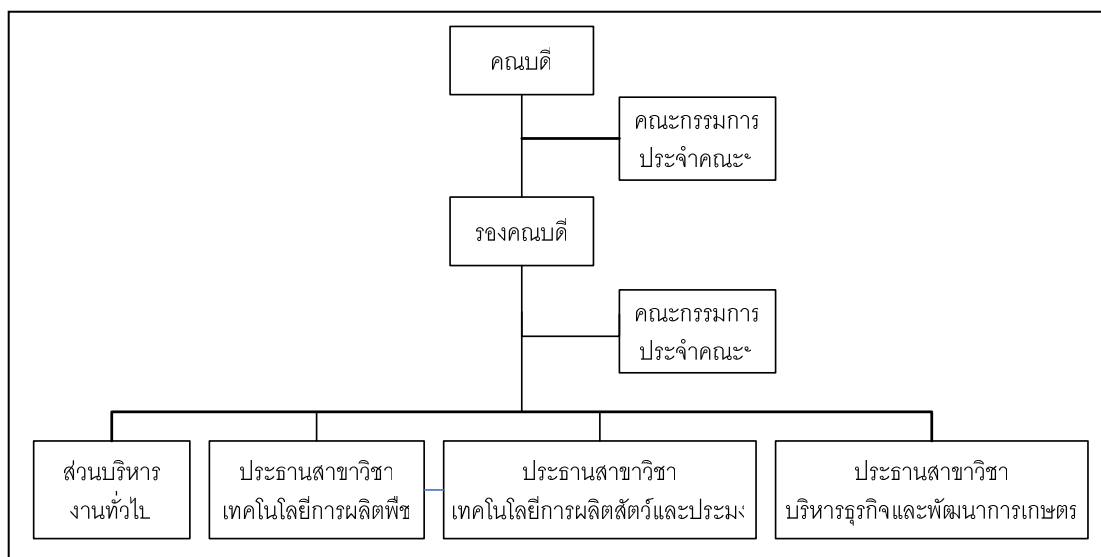 คณบดี
คณะกรรมการ
ประจำคณะฯ
รองคณบดี
คณะกรรมการ
ประจำคณะฯ
ส่วนบริหาร
งานทั่วไป
ประธานสาขาวิชา
เทคโนโลยีการผลิตพืช
ประธานสาขาวิชา
เทคโนโลยีการผลิตสัตว์และประมง
ประธานสาขาวิชา
บริหารธุรกิจและพัฒนาการเกษตร